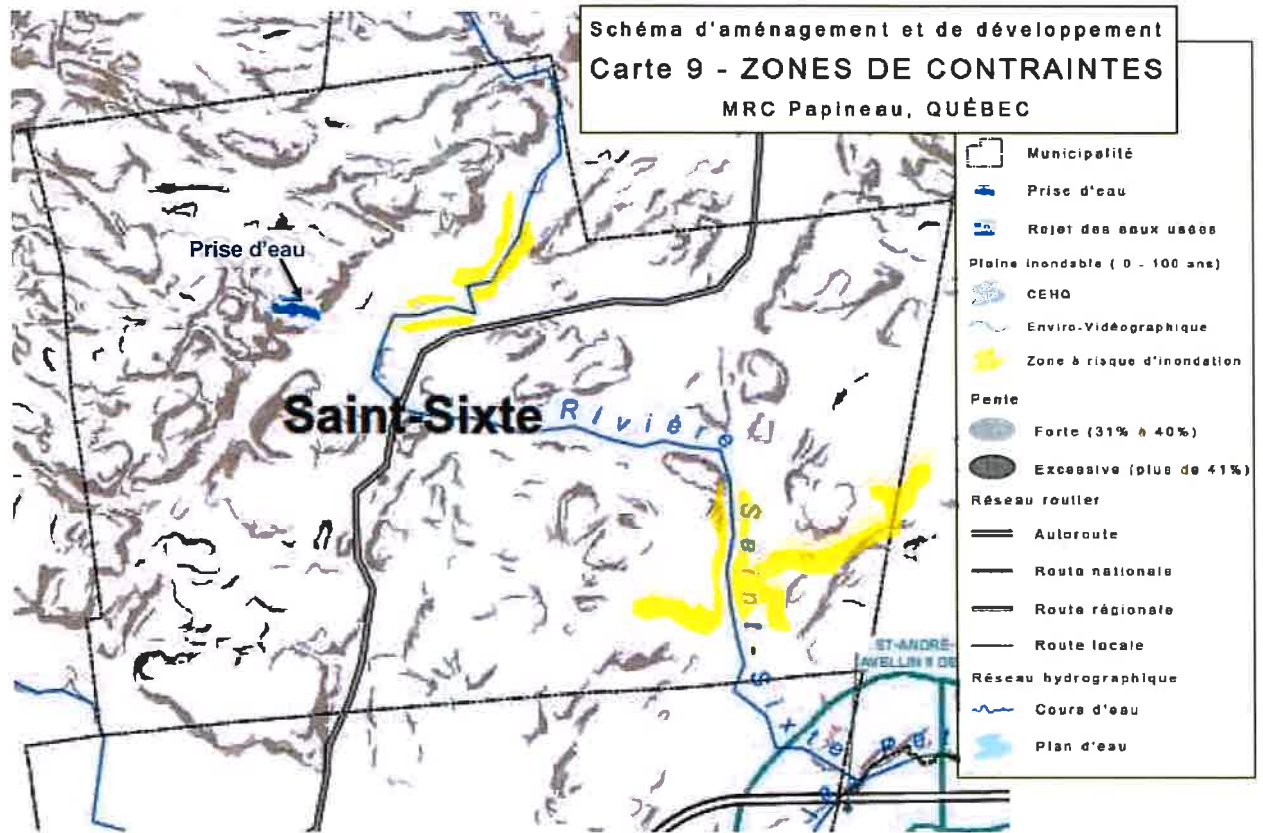 Schéma d'aménagement et de développement
Carte 9 - ZONES DE CONTRAINTES
MRC Papineau, QUÉBEC
Municipalité
Prise d'eau
Rejet des eaux usées
Plaine inondable ( 0 - 100 ans)
CEHQ
Enviro-Vidéographique
Zone à risque d'inondation
Pente
Forte (31% à 40%)
Excessive (plus de 41%)
Réseau routier
Autoroute
Route nationale
Route régionale
Route locale
Réseau hydrographique
Cours d'eau
Plan d'eau
Prise d'eau
Saint-Sixte
Rivière
Saint-Sixte
ST-ANDRÉ-
AVELLIN